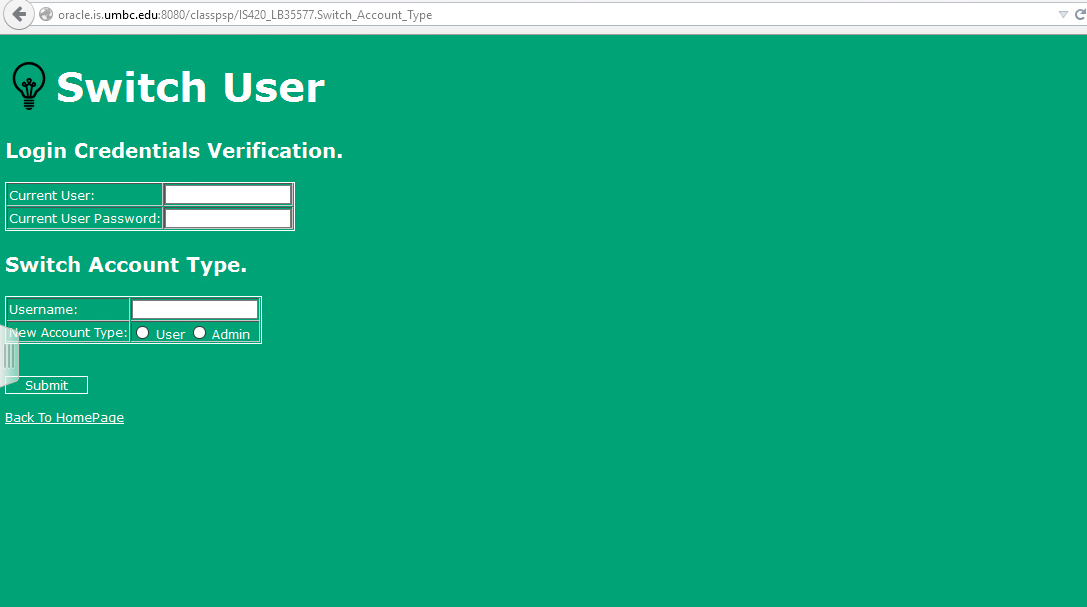 oracle.is.umbc.edu:8080/classpsp/IS420_LB35577.Switch_Account_Type
Switch User
Login Credentials Verification.
Current User:
Current User Password:
Switch Account Type.
Username:
New Account Type: User Admin
Submit
Back To HomePage